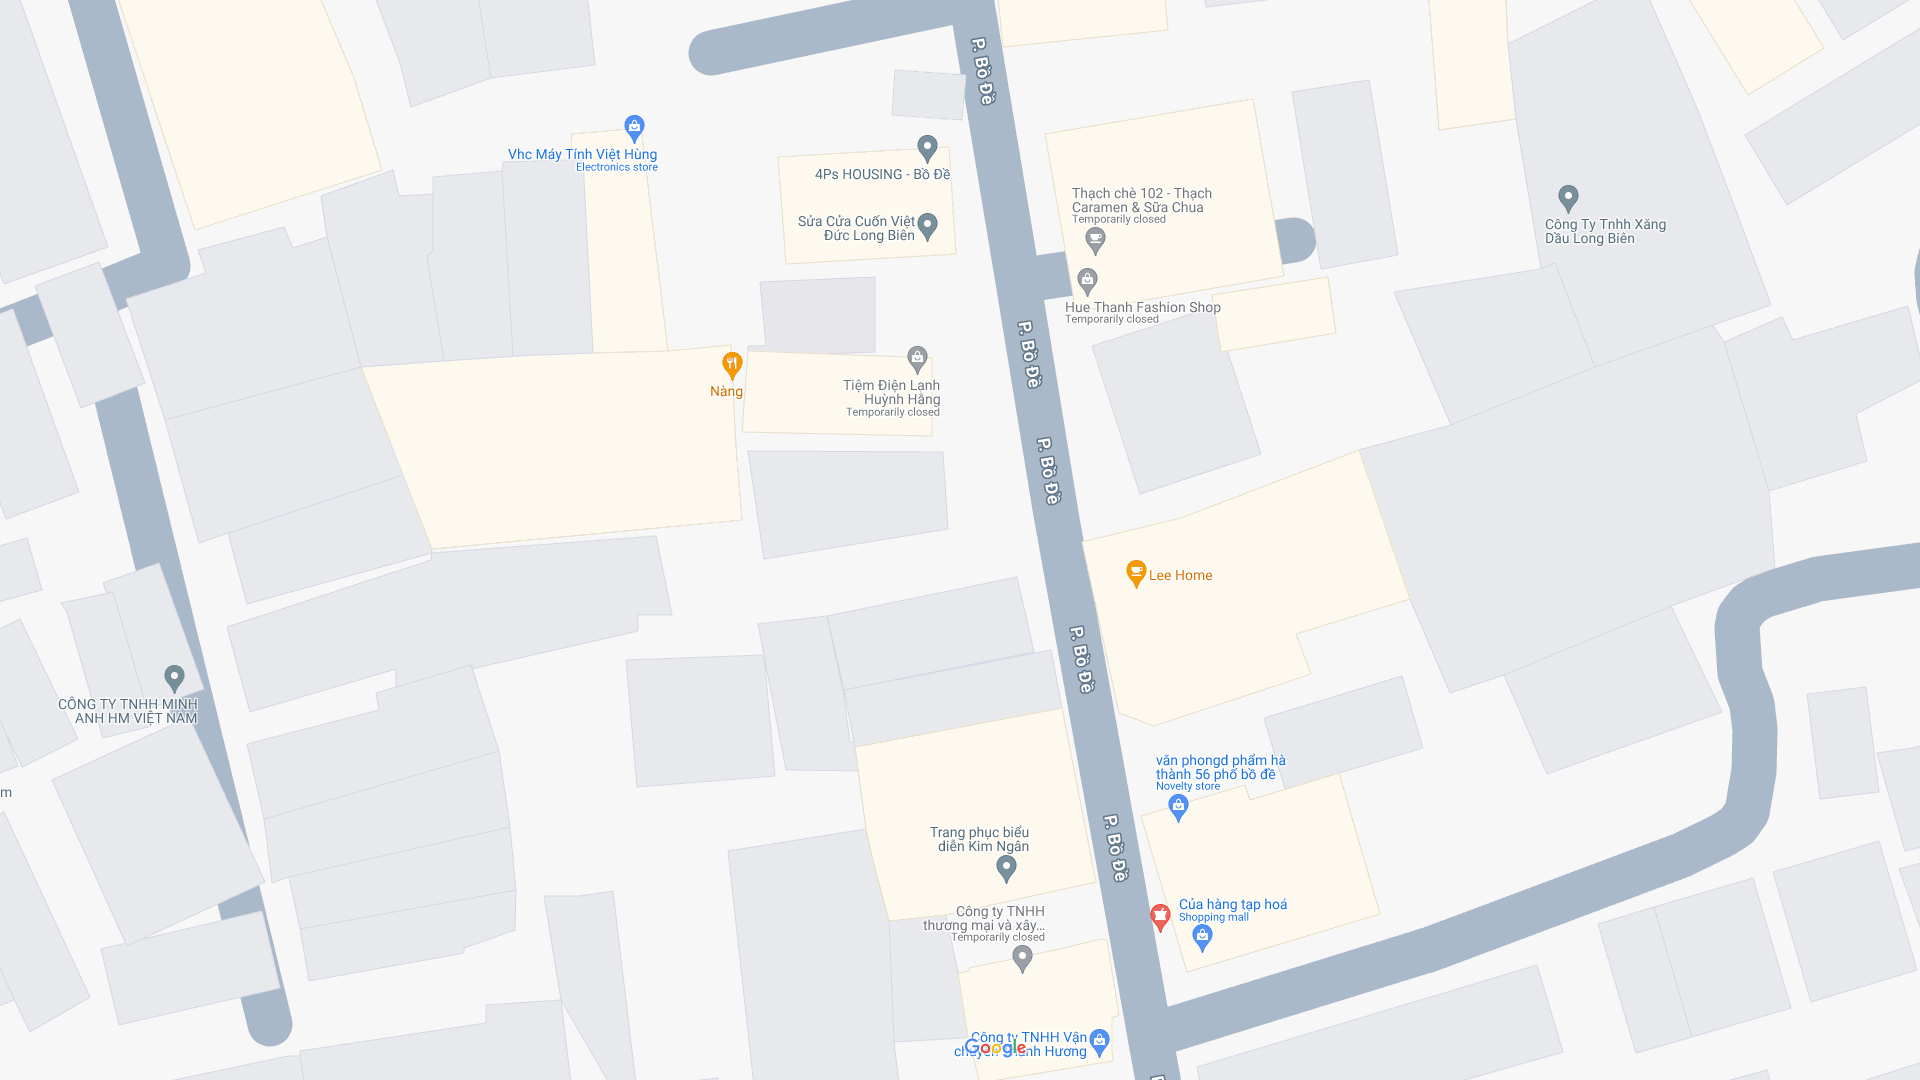 P. Bồ Đề
Vhc Máy Tính Việt Hùng
Electronics store
4Ps HOUSING - Bồ Đề
Sửa Cửa Cuốn Việt
Đức Long Biên
Thạch chè 102 - Thạch
Caramen & Sữa Chua
Temporarily closed
Công Ty Tnhh Xăng
Dầu Long Biên
Hue Thanh Fashion Shop
Temporarily closed
P. Bồ Đề
Nàng
Tiệm Điện Lạnh
Huỳnh Hằng
Temporarily closed
P. Bồ Đề
Lee Home
P. Bồ Đề
CÔNG TY TNHH MINH
ANH HM VIỆT NAM
văn phongd phẩm hà
thành 56 phố bồ đề
Novelty store
m
Trang phục biểu
diễn Kim Ngân
P. Bồ Đề
Của hàng tạp hoá
Shopping mall
Công ty TNHH
thương mại và xây...
Temporarily closed
Công ty TNHH Vận
Hương
Google